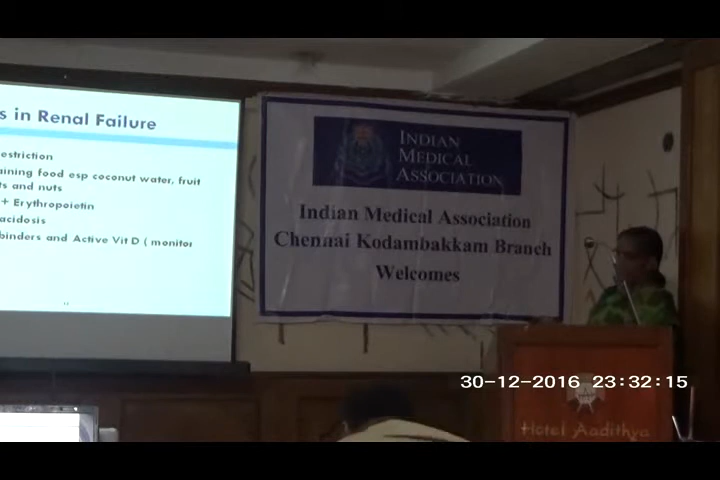 s in Renal Failure
estriction
aining food esp coconut water, fruit
ts and nuts
+ Erythropoietin
acidosis
binders and Active Vit D ( monitor
INDIAN
MEDICAL
ASSOCIATION
Indian Medical Association
Chennai Kodambakkam Branch
Welcomes
30-12-2016 23:32:15
Hotel Aadithya